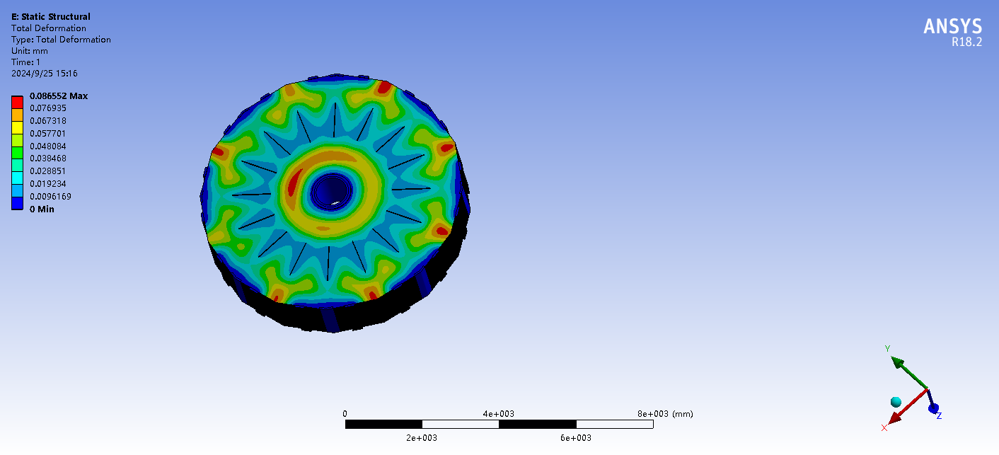 E: Static Structural
Total Deformation
Type: Total Deformation
Unit: mm
Time: 1
2024/9/25 15:16
0.086552 Max
0.076935
0.067318
0.057701
0.048084
0.038468
0.028851
0.019234
0.0096169
0 Min
ANSYS
R18.2
Y
X
Z
0 4e+003 8e+003 (mm)
2e+003 6e+003